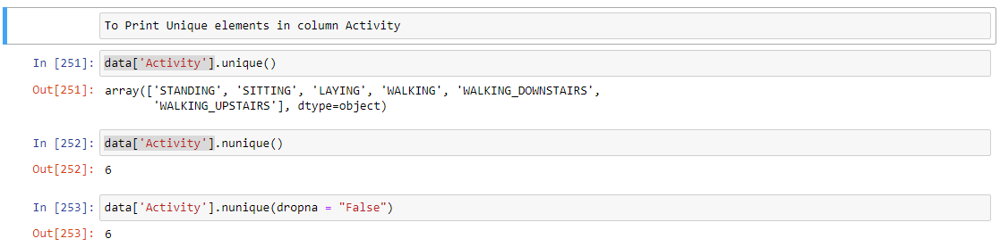 To Print Unique elements in column Activity
In [251]: data['Activity'].unique()
Out[251]: array(['STANDING', 'SITTING', 'LAYING', 'WALKING', 'WALKING_DOWNSTAIRS',
'WALKING_UPSTAIRS'], dtype=object)
In [252]: data['Activity'].nunique()
Out[252]: 6
In [253]: data['Activity'].nunique(dropna = "False")
Out[253]: 6